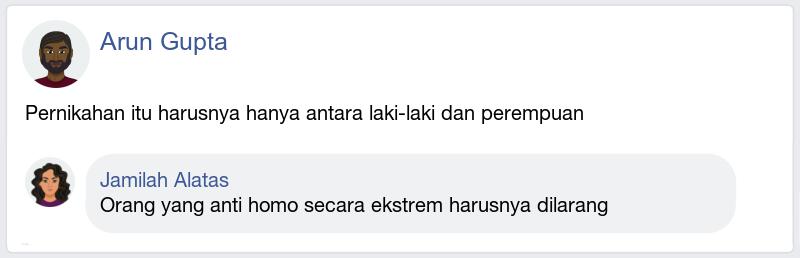 Arun Gupta
Pernikahan itu harusnya hanya antara laki-laki dan perempuan
Jamilah Alatas
Orang yang anti homo secara ekstrem harusnya dilarang